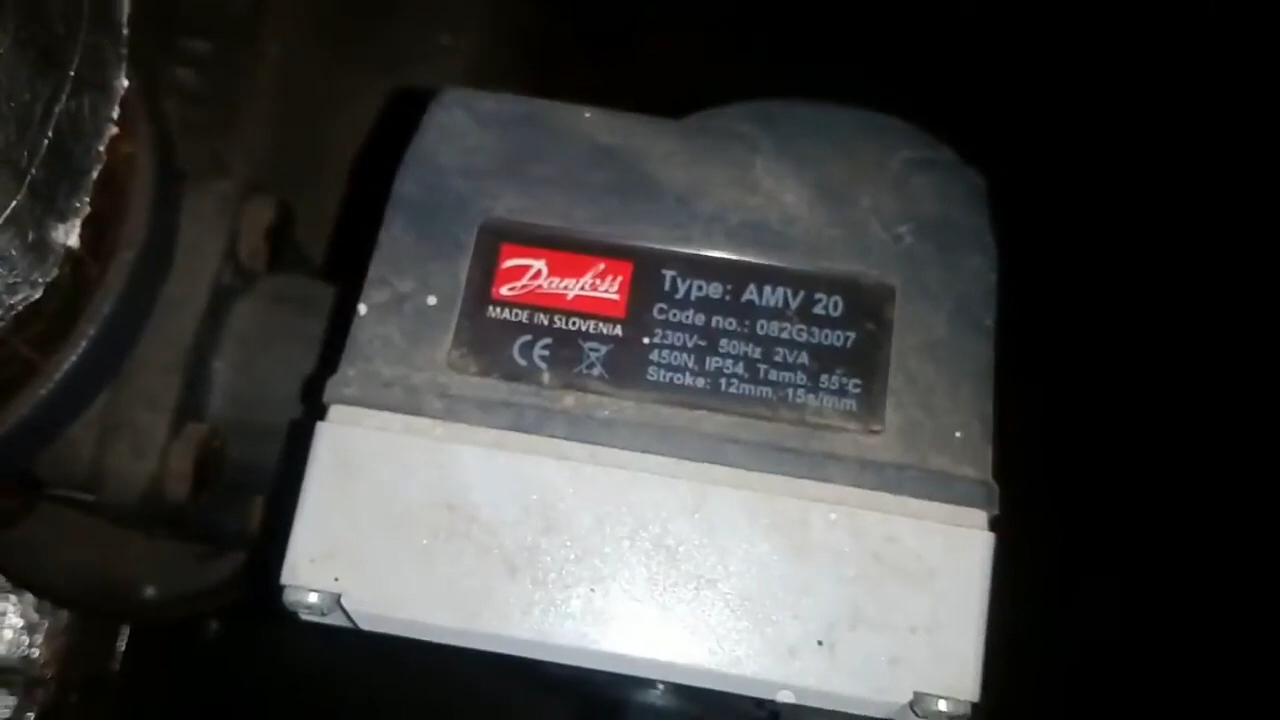 Danfoss
MADE IN SLOVENIA
CE
Type: AMV 20
Code no.: 082G3007
230V~ 50Hz 2VA
450N, IP54, Tamb. 55°C
Stroke: 12mm, 15s/mm